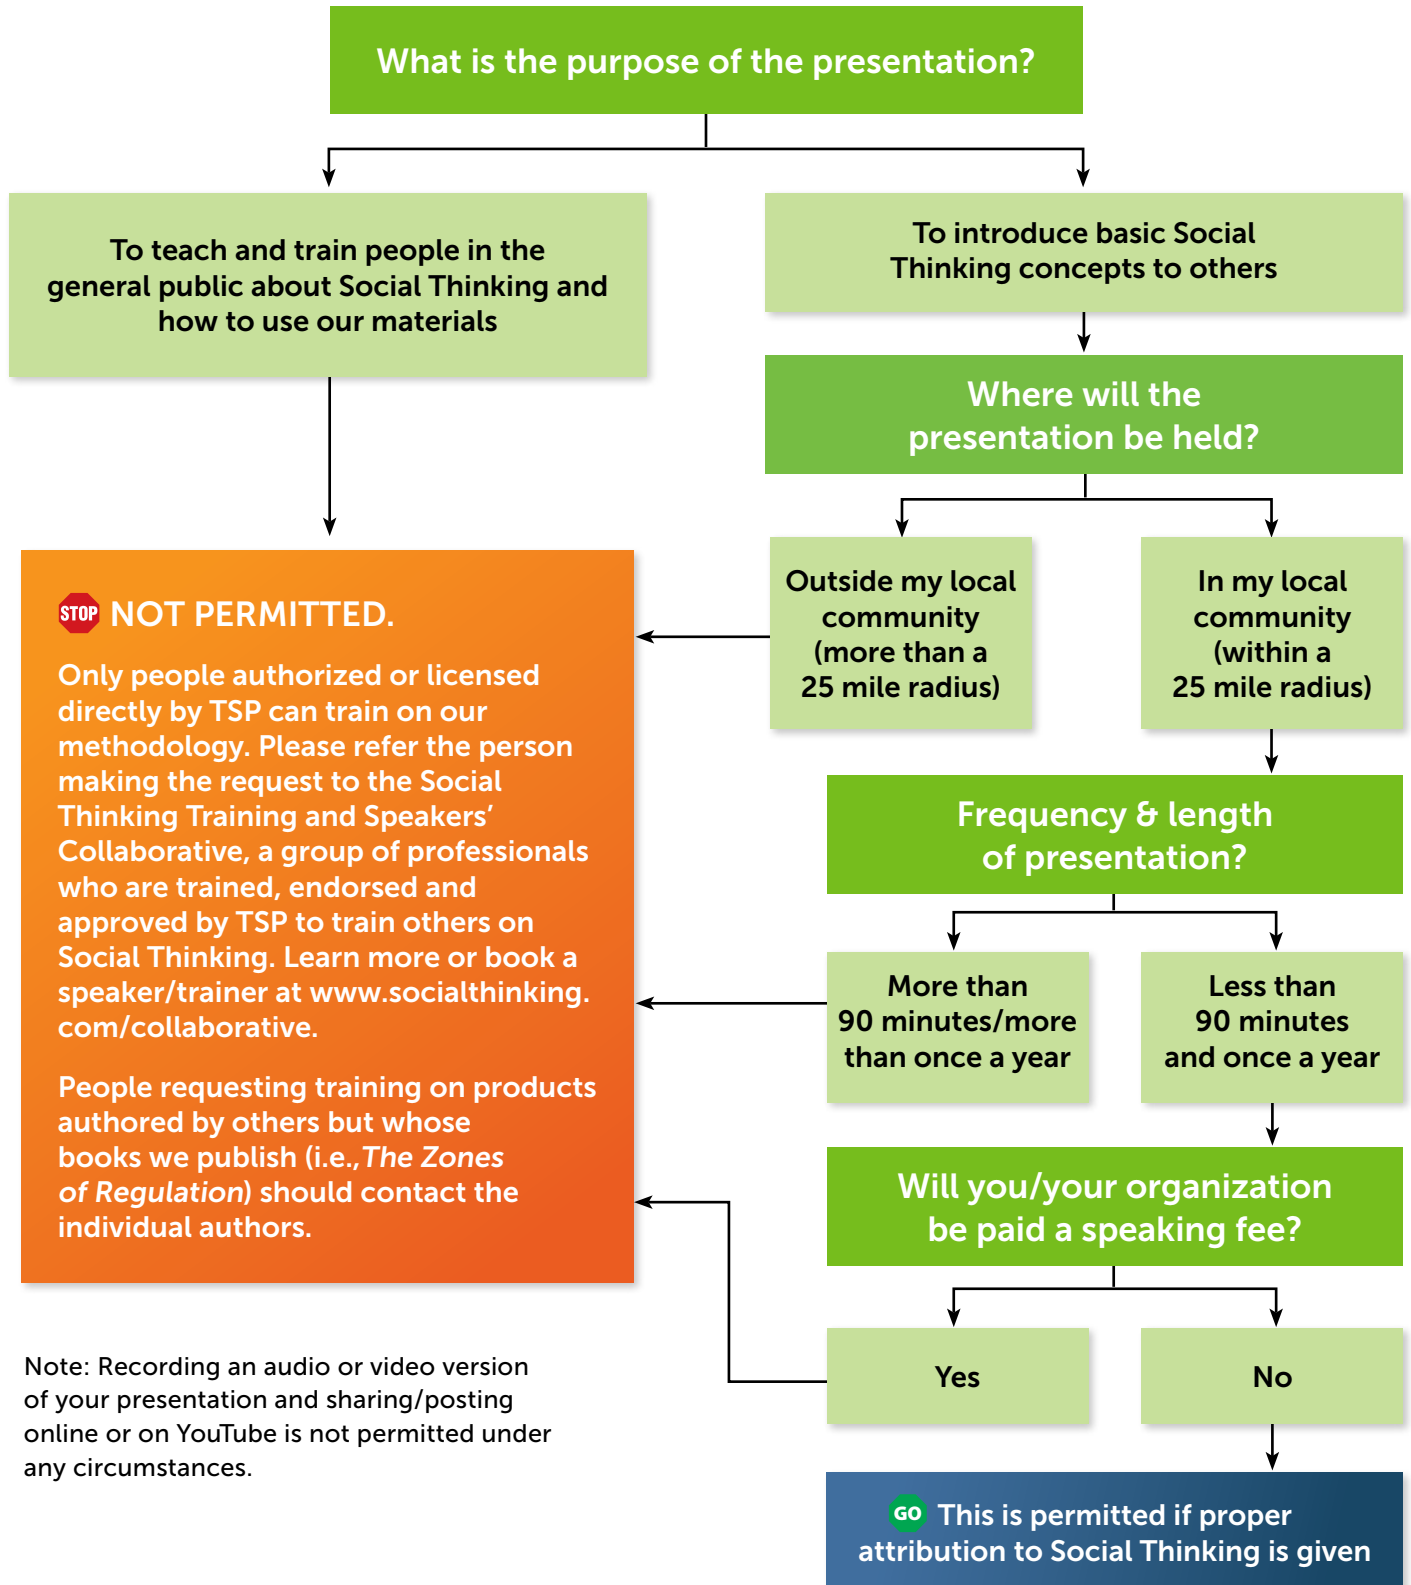 What is the purpose of the presentation?
To teach and train people in the
general public about Social Thinking and
how to use our materials
To introduce basic Social
Thinking concepts to others
Where will the
presentation be held?
Outside my local
community
(more than a
25 mile radius)
In my local
community
(within a
25 mile radius)
STOP NOT PERMITTED.
Only people authorized or licensed
directly by TSP can train on our
methodology. Please refer the person
making the request to the Social
Thinking Training and Speakers’
Collaborative, a group of professionals
who are trained, endorsed and
approved by TSP to train others on
Social Thinking. Learn more or book a
speaker/trainer at www.socialthinking.
com/collaborative.
People requesting training on products
authored by others but whose
books we publish (i.e.,The Zones
of Regulation) should contact the
individual authors.
Frequency & length
of presentation?
More than
90 minutes/more
than once a year
Less than
90 minutes
and once a year
Will you/your organization
be paid a speaking fee?
Yes
No
Note: Recording an audio or video version
of your presentation and sharing/posting
online or on YouTube is not permitted under
any circumstances.
GO This is permitted if proper
attribution to Social Thinking is given